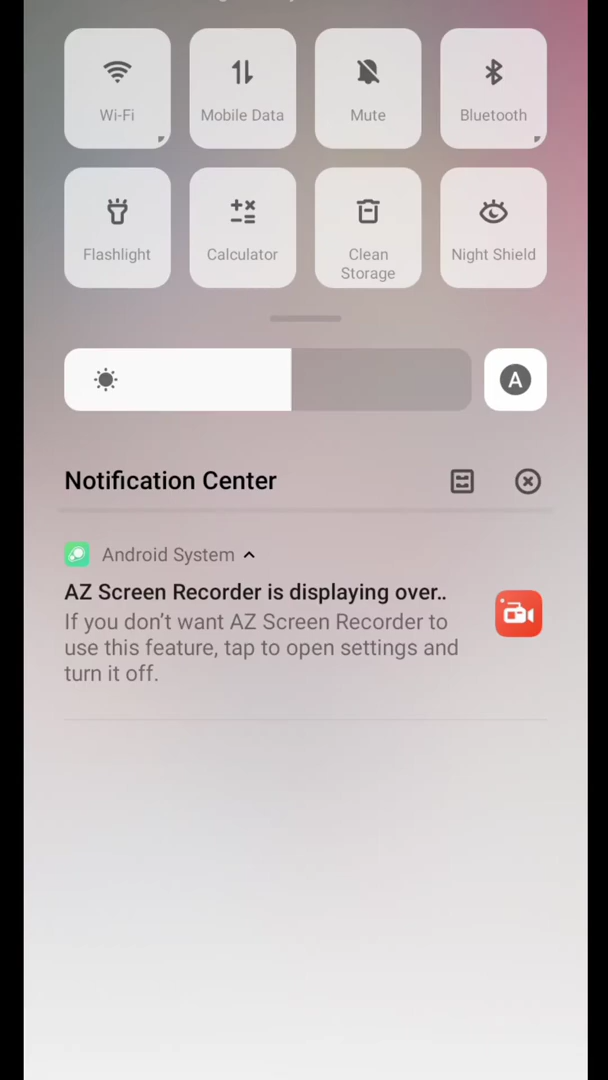 Wi-Fi
Mobile Data
Mute
Bluetooth
Flashlight
Calculator
Clean
Storage
Night Shield
A
Notification Center
Android System
AZ Screen Recorder is displaying over..
If you don't want AZ Screen Recorder to
use this feature, tap to open settings and
turn it off.